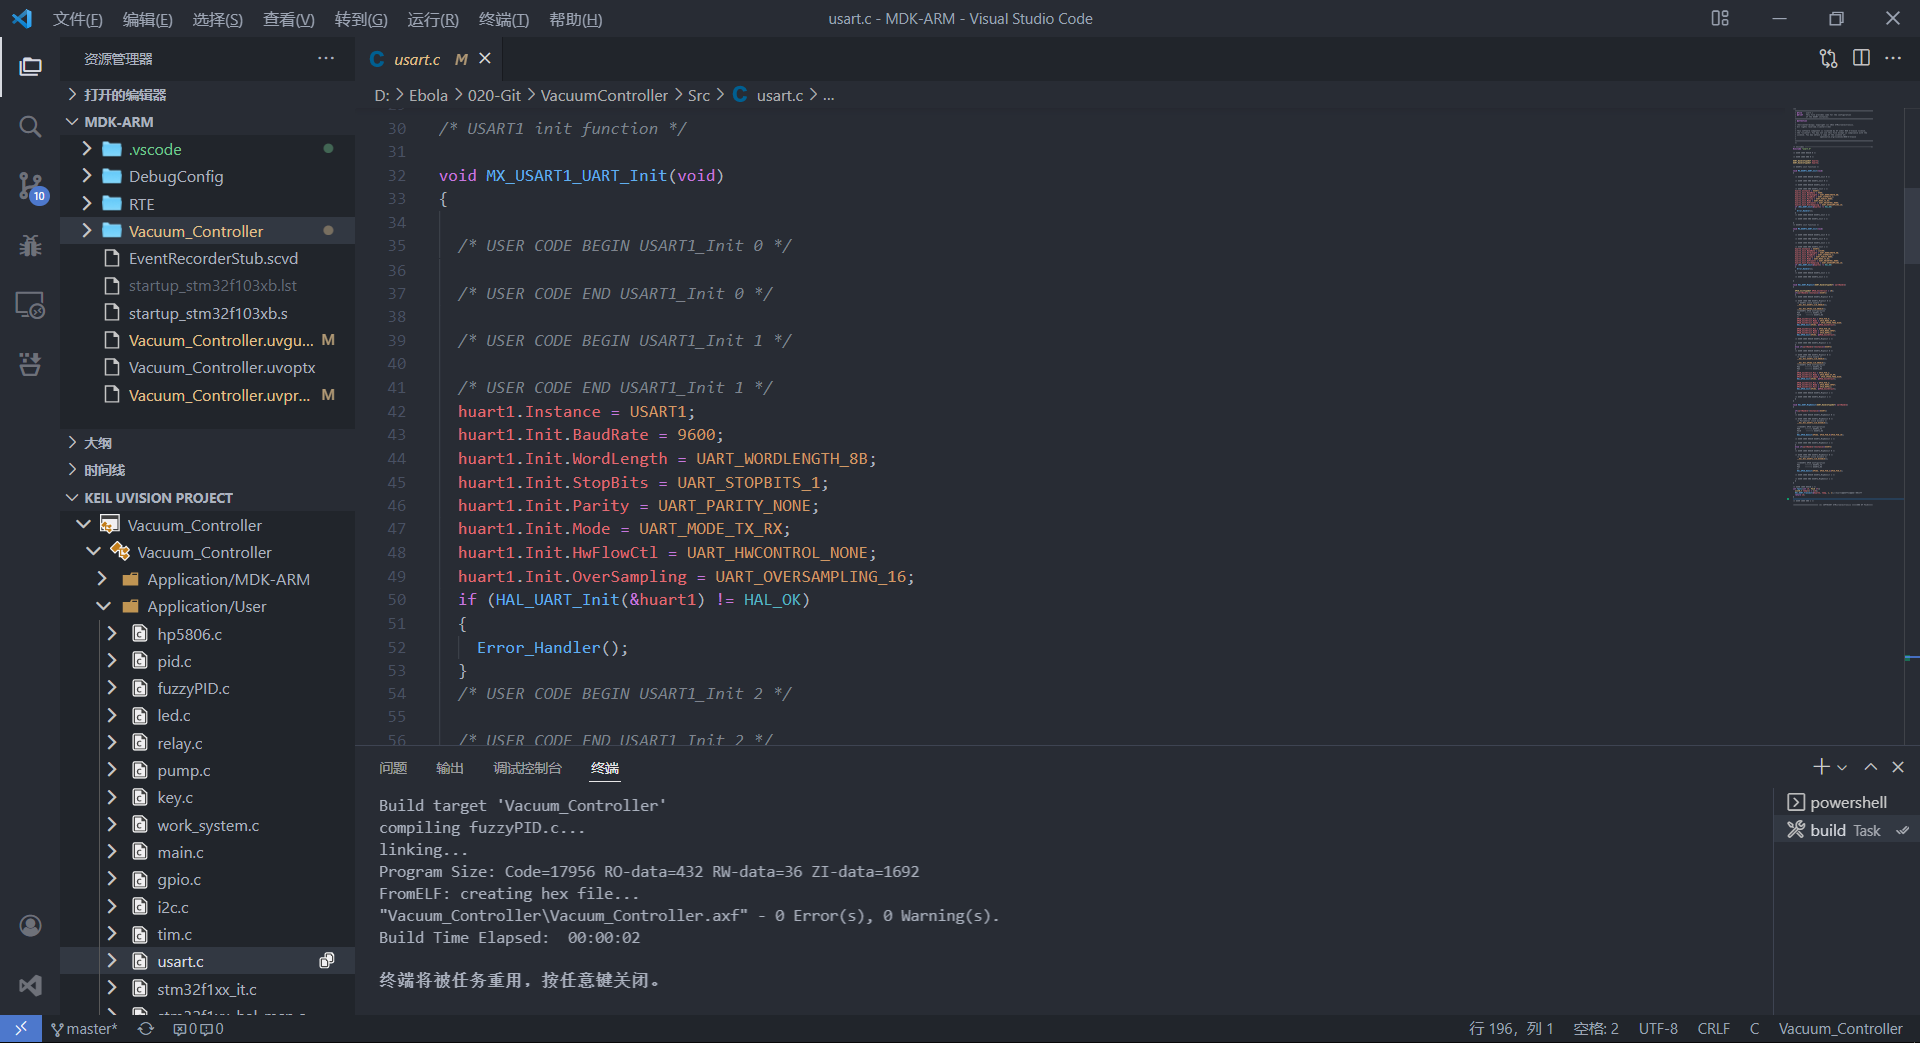 文件(F) 编辑(E) 选择(S) 查看(V) 转到(G) 运行(R) 终端(T) 帮助(H) usart.c - MDK-ARM - Visual Studio Code
资源管理器
打开的编辑器
MDK-ARM
.vscode
DebugConfig
RTE
Vacuum_Controller
EventRecorderStub.scvd
startup_stm32f103xb.lst
startup_stm32f103xb.s
Vacuum_Controller.uvgu... M
Vacuum_Controller.uvoptx
Vacuum_Controller.uvpr... M
大纲
时间线
KEIL UVISION PROJECT
Vacuum_Controller
Vacuum_Controller
Application/MDK-ARM
Application/User
hp5806.c
pid.c
fuzzyPID.c
led.c
relay.c
pump.c
key.c
work_system.c
main.c
gpio.c
i2c.c
tim.c
usart.c
stm32f1xx_it.c
10
usart.c M
D: > Ebola > 020-Git > VacuumController > Src > usart.c > ...
30 /* USART1 init function */
31
32 void MX_USART1_UART_Init(void)
33 {
34
35 /* USER CODE BEGIN USART1_Init 0 */
36
37 /* USER CODE END USART1_Init 0 */
38
39 /* USER CODE BEGIN USART1_Init 1 */
40
41 /* USER CODE END USART1_Init 1 */
42 huart1.Instance = USART1;
43 huart1.Init.BaudRate = 9600;
44 huart1.Init.WordLength = UART_WORDLENGTH_8B;
45 huart1.Init.StopBits = UART_STOPBITS_1;
46 huart1.Init.Parity = UART_PARITY_NONE;
47 huart1.Init.Mode = UART_MODE_TX_RX;
48 huart1.Init.HwFlowCtl = UART_HWCONTROL_NONE;
49 huart1.Init.OverSampling = UART_OVERSAMPLING_16;
50 if (HAL_UART_Init(&huart1) != HAL_OK)
51 {
52 Error_Handler();
53 }
54 /* USER CODE BEGIN USART1_Init 2 */
55
56 /* USER CODE END USART1_Init 2 */
问题 输出 调试控制台 终端
Build target 'Vacuum_Controller'
compiling fuzzyPID.c...
linking...
Program Size: Code=17956 RO-data=432 RW-data=36 ZI-data=1692
FromELF: creating hex file...
"Vacuum_Controller\Vacuum_Controller.axf" - 0 Error(s), 0 Warning(s).
Build Time Elapsed:  00:00:02
终端将被任务重用，按任意键关闭。
powershell
build Task
master* 0 0 行 196，列 1 空格: 2 UTF-8 CRLF C Vacuum_Controller